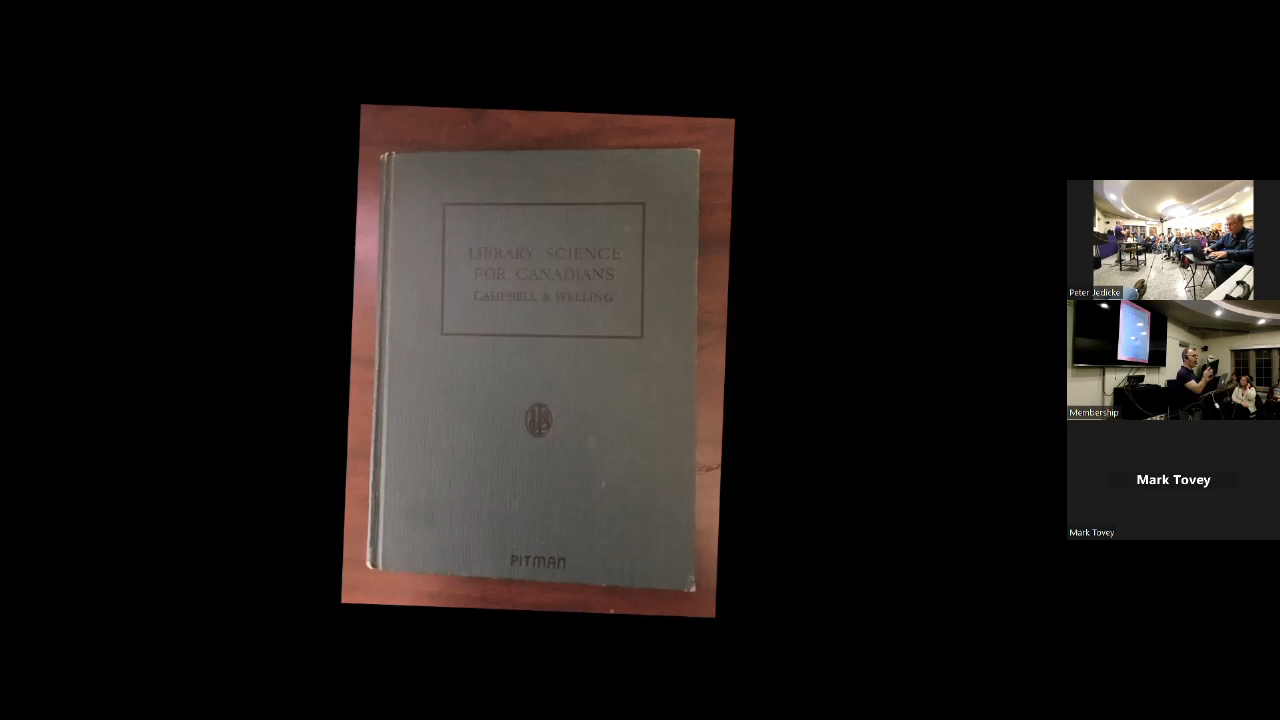 LIBRARY SCIENCE
FOR CANADIANS
CAMPBELL & WELLING
PITMAN
Peter Jedicke
Membership
Mark Tovey
Mark Tovey